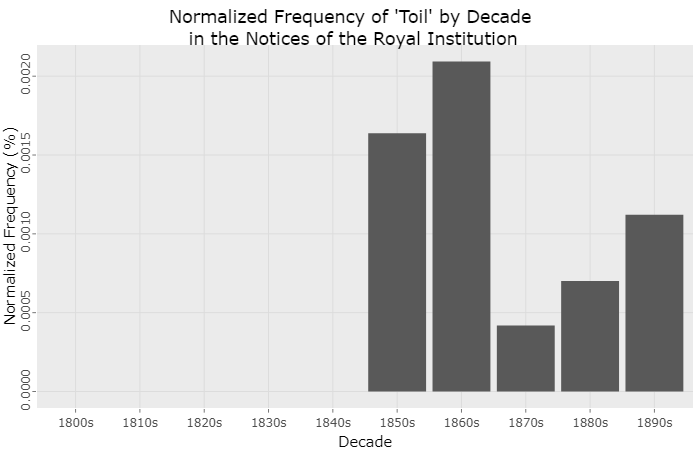 Normalized Frequency of 'Toil' by Decade
in the Notices of the Royal Institution
Normalized Frequency (%)
0.0020
0.0015
0.0010
0.0005
0.0000
1800s 1810s 1820s 1830s 1840s 1850s 1860s 1870s 1880s 1890s
Decade